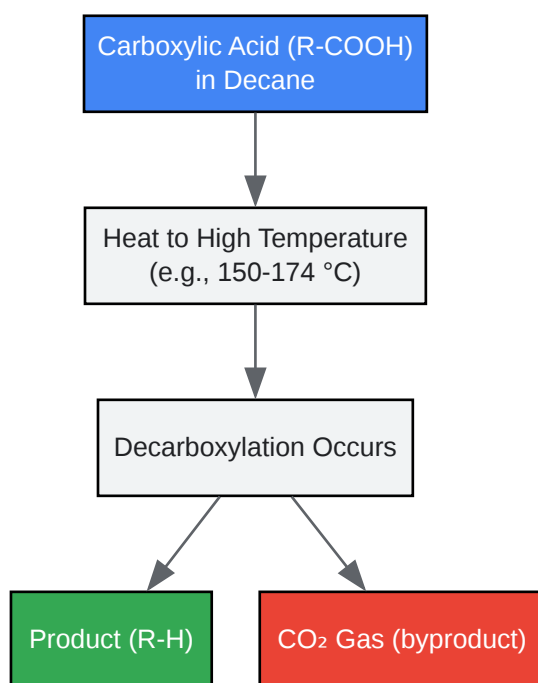 Carboxylic Acid (R-COOH)
in Decane
Heat to High Temperature
(e.g., 150-174 °C)
Decarboxylation Occurs
Product (R-H)
CO₂ Gas (byproduct)